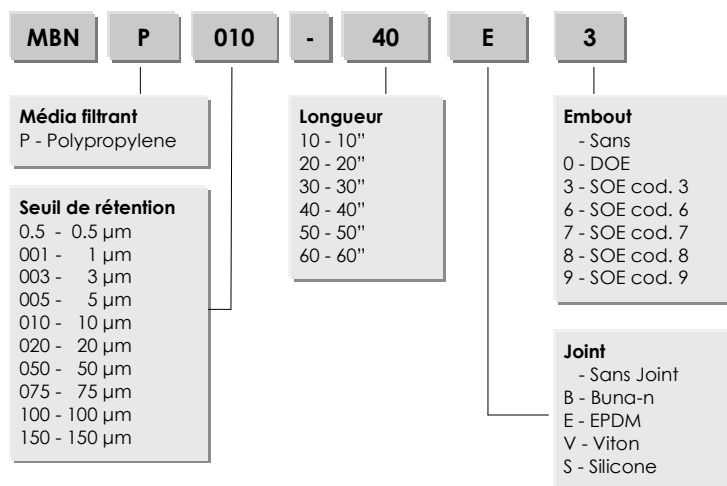 MBN P 010 - 40 E 3
Média filtrant
P - Polypropylene
Seuil de rétention
0.5 - 0.5 µm
001 - 1 µm
003 - 3 µm
005 - 5 µm
010 - 10 µm
020 - 20 µm
050 - 50 µm
075 - 75 µm
100 - 100 µm
150 - 150 µm
Longueur
10 - 10”
20 - 20”
30 - 30”
40 - 40”
50 - 50”
60 - 60”
Embout
- Sans
0 - DOE
3 - SOE cod. 3
6 - SOE cod. 6
7 - SOE cod. 7
8 - SOE cod. 8
9 - SOE cod. 9
Joint
- Sans Joint
B - Buna-n
E - EPDM
V - Viton
S - Silicone